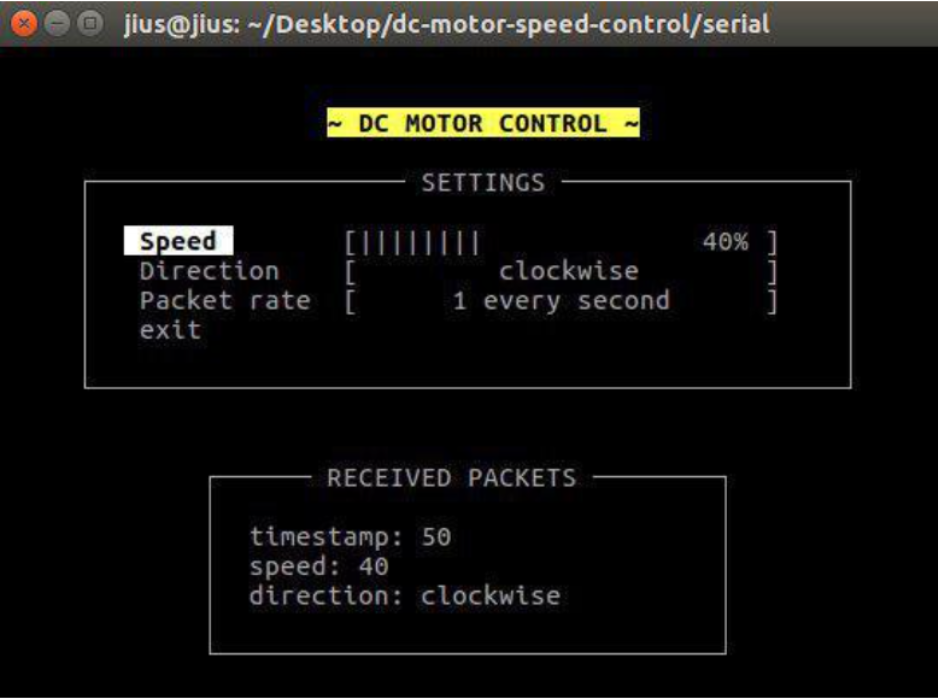 jius@jius: ~/Desktop/dc-motor-speed-control/serial
~ DC MOTOR CONTROL ~
SETTINGS
Speed [|||||||| 40% ]
Direction [ clockwise ]
Packet rate [ 1 every second ]
exit
RECEIVED PACKETS
timestamp: 50
speed: 40
direction: clockwise